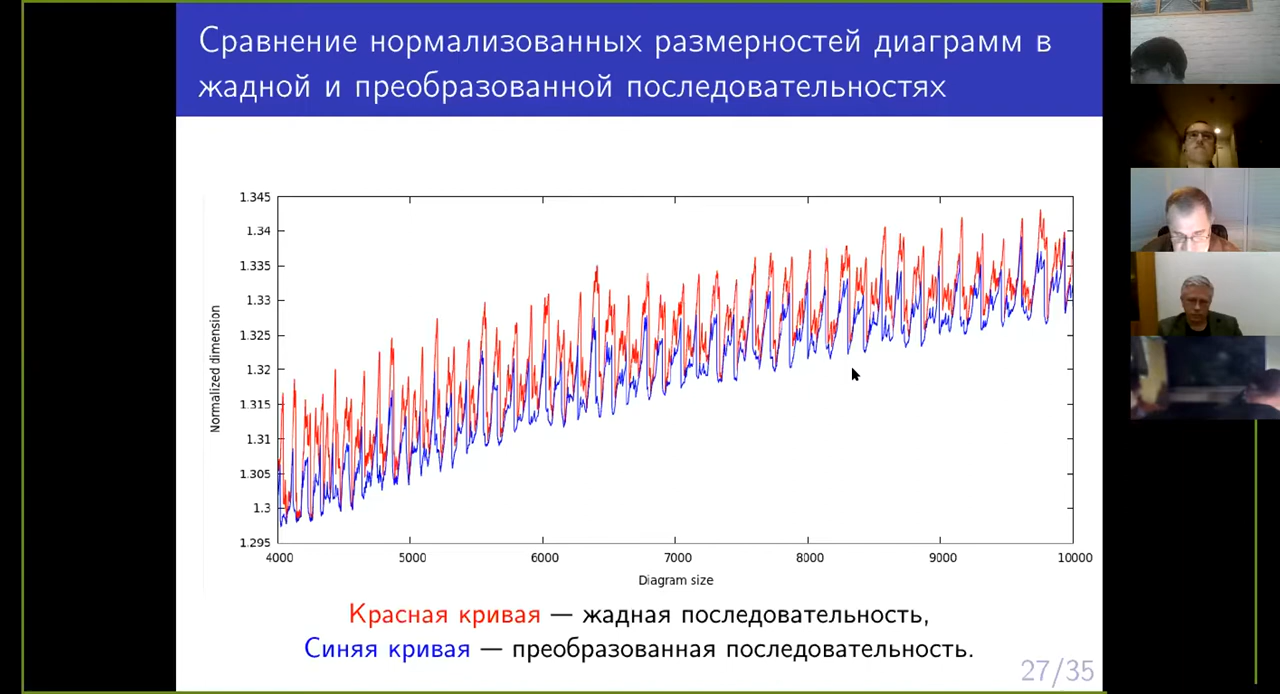 Сравнение нормализованных размерностей диаграмм в
жадной и преобразованной последовательностях
1.345
1.34
1.335
1.33
1.325
1.32
1.315
1.31
1.305
1.3
1.295
Normalized dimension
4000 5000 6000 7000 8000 9000 10000
Diagram size
Красная кривая — жадная последовательность,
Синяя кривая — преобразованная последовательность.
27/35